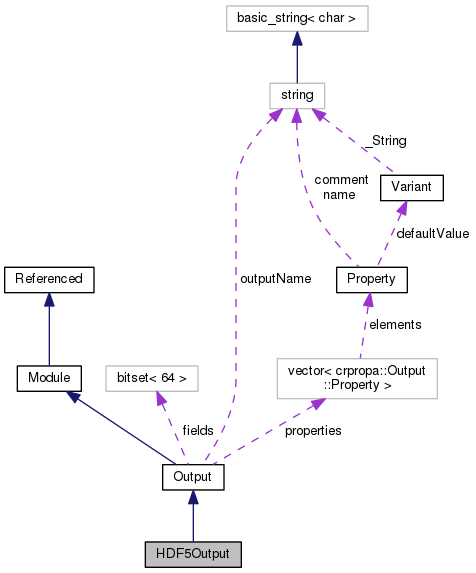 basic_string< char >
string
_String
comment
name
Variant
defaultValue
Referenced
outputName
Property
elements
Module
bitset< 64 >
vector< crpropa::Output
::Property >
fields
properties
Output
HDF5Output